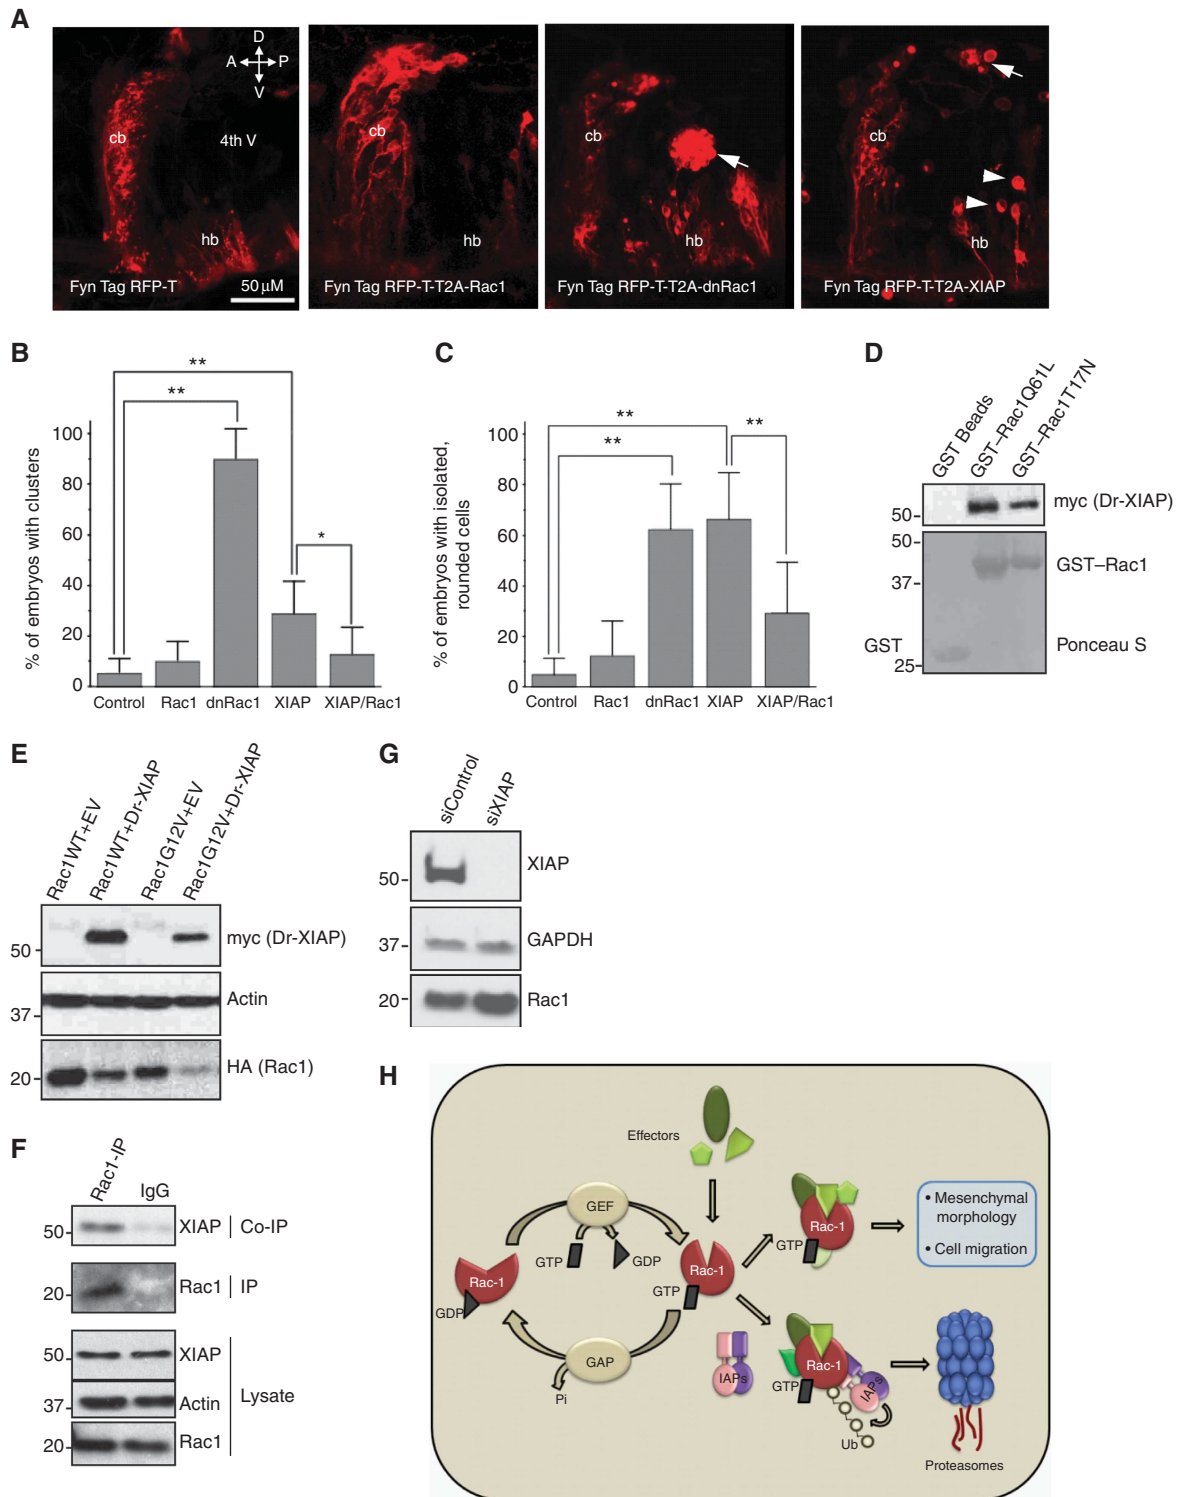 A
D
A P
V
cb
4th V
hb
Fyn Tag RFP-T
50 µM
cb
hb
Fyn Tag RFP-T-T2A-Rac1
cb
hb
Fyn Tag RFP-T-T2A-dnRac1
cb
hb
Fyn Tag RFP-T-T2A-XIAP
B
% of embryos with clusters
100
80
60
40
20
0
**
**
*
Control Rac1 dnRac1 XIAP XIAP/Rac1
C
% of embryos with isolated,
rounded cells
100
80
60
40
20
0
**
**
**
Control Rac1 dnRac1 XIAP XIAP/Rac1
D
GST Beads
GST–Rac1Q61L
GST–Rac1T17N
50
myc (Dr-XIAP)
50
37
GST–Rac1
GST
25
Ponceau S
E
Rac1WT+EV
Rac1WT+Dr-XIAP
Rac1G12V+EV
Rac1G12V+Dr-XIAP
50
myc (Dr-XIAP)
37
Actin
20
HA (Rac1)
G
siControl
siXIAP
50
XIAP
37
GAPDH
20
Rac1
F
Rac1-IP
IgG
50
XIAP
Co-IP
20
Rac1
IP
50
XIAP
37
Actin
20
Rac1
Lysate
H
Effectors
GEF
GTP
GDP
Rac-1
GDP
Rac-1
GTP
GAP
Pi
Rac-1
GTP
• Mesenchymal
morphology
• Cell migration
IAPs
Rac-1
GTP
IAPs
Ub
Proteasomes